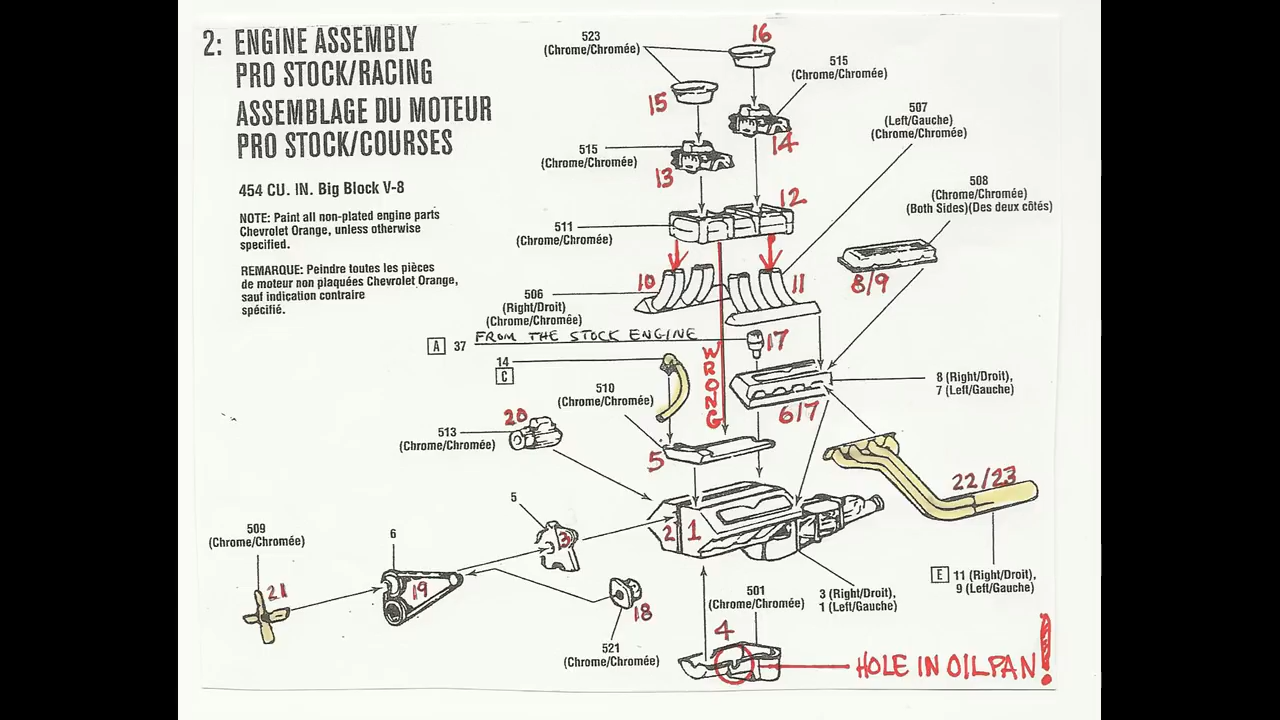 2: ENGINE ASSEMBLY
PRO STOCK/RACING
ASSEMBLAGE DU MOTEUR
PRO STOCK/COURSES
454 CU. IN. Big Block V-8
NOTE: Paint all non-plated engine parts
Chevrolet Orange, unless otherwise
specified.
REMARQUE: Peindre toutes les pièces
de moteur non plaquées Chevrolet Orange,
sauf indication contraire
spécifié.
523
(Chrome/Chromée)
16
515
(Chrome/Chromée)
15
14
507
(Left/Gauche)
(Chrome/Chromée)
515
(Chrome/Chromée)
13
508
(Chrome/Chromée)
(Both Sides)(Des deux côtés)
12
511
(Chrome/Chromée)
10
11
8/9
506
(Right/Droit)
(Chrome/Chromée)
A 37 FROM THE STOCK ENGINE
17
14
C
WRONG
510
(Chrome/Chromée)
8 (Right/Droit),
7 (Left/Gauche)
6/7
20
513
(Chrome/Chromée)
5
22/23
5
2 1
509
(Chrome/Chromée)
6
13
21
19
18
E 11 (Right/Droit),
9 (Left/Gauche)
501
(Chrome/Chromée)
3 (Right/Droit),
1 (Left/Gauche)
4
521
(Chrome/Chromée)
HOLE IN OILPAN!